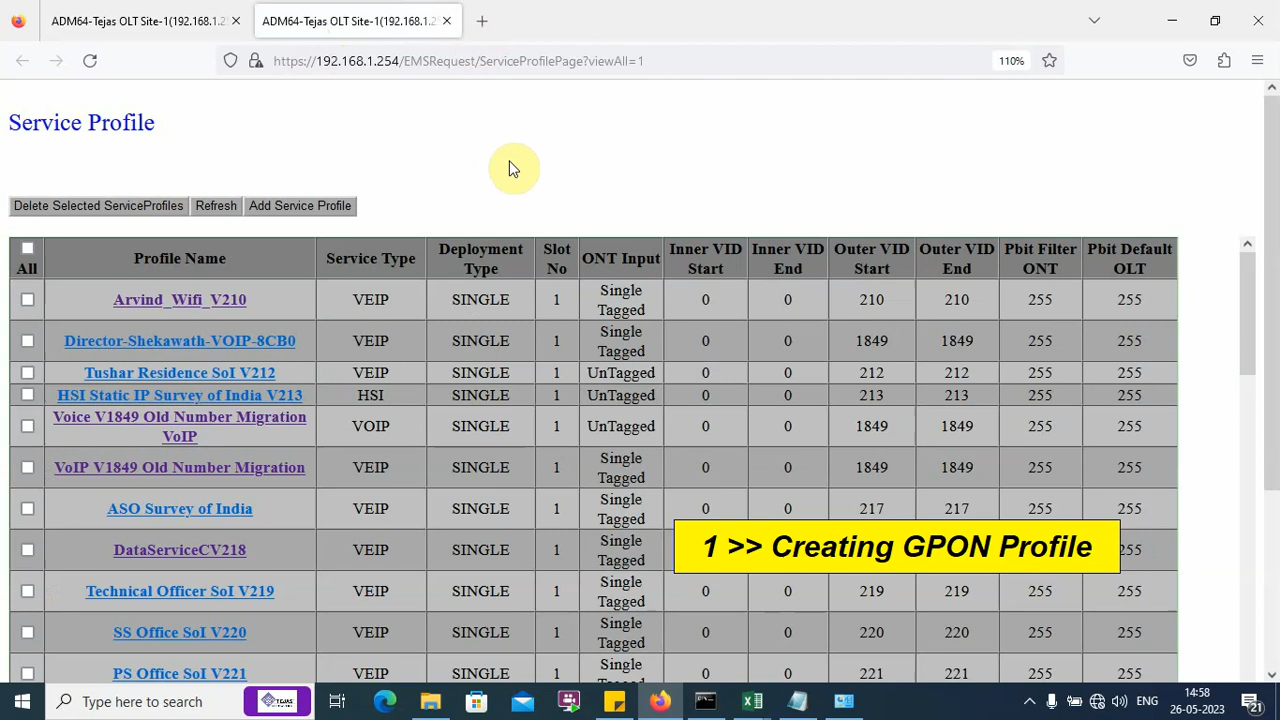 ADM64-Tejas OLT Site-1(192.168.1.25
ADM64-Tejas OLT Site-1(192.168.1.2
https://192.168.1.254/EMSRequest/ServiceProfilePage?viewAll=1
110%
Service Profile
Delete Selected ServiceProfiles Refresh Add Service Profile
All Profile Name Service Type Deployment Type Slot No ONT Input Inner VID Start Inner VID End Outer VID Start Outer VID End Pbit Filter ONT Pbit Default OLT
Arvind_Wifi_V210 VEIP SINGLE 1 Single Tagged 0 0 210 210 255 255
Director-Shekawath-VOIP-8CB0 VEIP SINGLE 1 Single Tagged 0 0 1849 1849 255 255
Tushar Residence SoI V212 VEIP SINGLE 1 UnTagged 0 0 212 212 255 255
HSI Static IP Survey of India V213 HSI SINGLE 1 UnTagged 0 0 213 213 255 255
Voice V1849 Old Number Migration VoIP VOIP SINGLE 1 UnTagged 0 0 1849 1849 255 255
VoIP V1849 Old Number Migration VEIP SINGLE 1 Single Tagged 0 0 1849 1849 255 255
ASO Survey of India VEIP SINGLE 1 Single Tagged 0 0 217 217 255 255
DataServiceCV218 VEIP SINGLE 1 Single Tagged 255
1 >> Creating GPON Profile
Technical Officer SoI V219 VEIP SINGLE 1 Single Tagged 0 0 219 219 255 255
SS Office SoI V220 VEIP SINGLE 1 Single Tagged 0 0 220 220 255 255
PS Office SoI V221 VEIP SINGLE 1 Single 0 0 221 221 255 255
Type here to search
TEJAS
ENG
14:58
26-05-2023
21